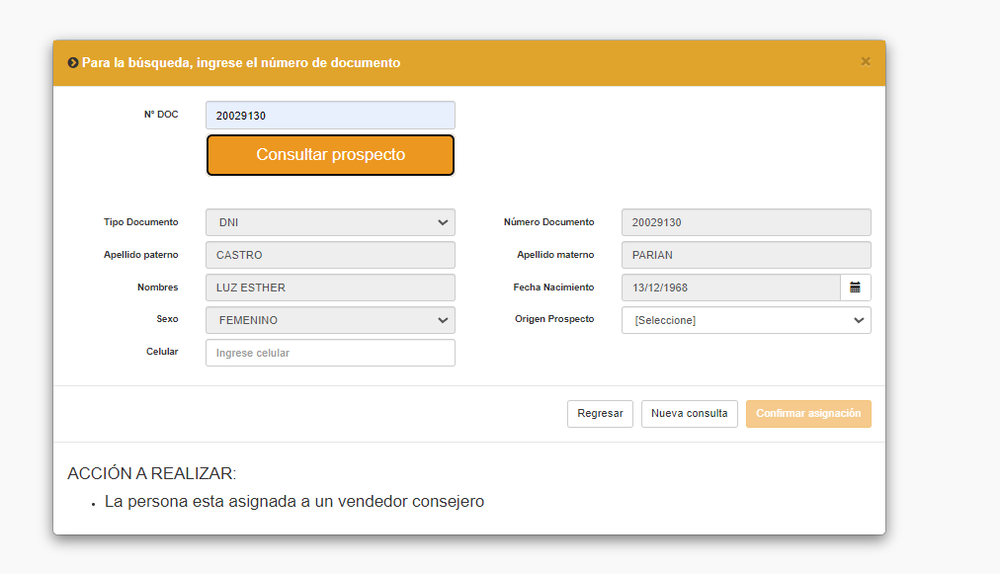 Para la búsqueda, ingrese el número de documento ×
N° DOC 20029130
Consultar prospecto
Tipo Documento DNI Número Documento 20029130
Apellido paterno CASTRO Apellido materno PARIAN
Nombres LUZ ESTHER Fecha Nacimiento 13/12/1968
Sexo FEMENINO Origen Prospecto [Seleccione]
Celular Ingrese celular
Regresar Nueva consulta Confirmar asignación
ACCIÓN A REALIZAR:
• La persona esta asignada a un vendedor consejero